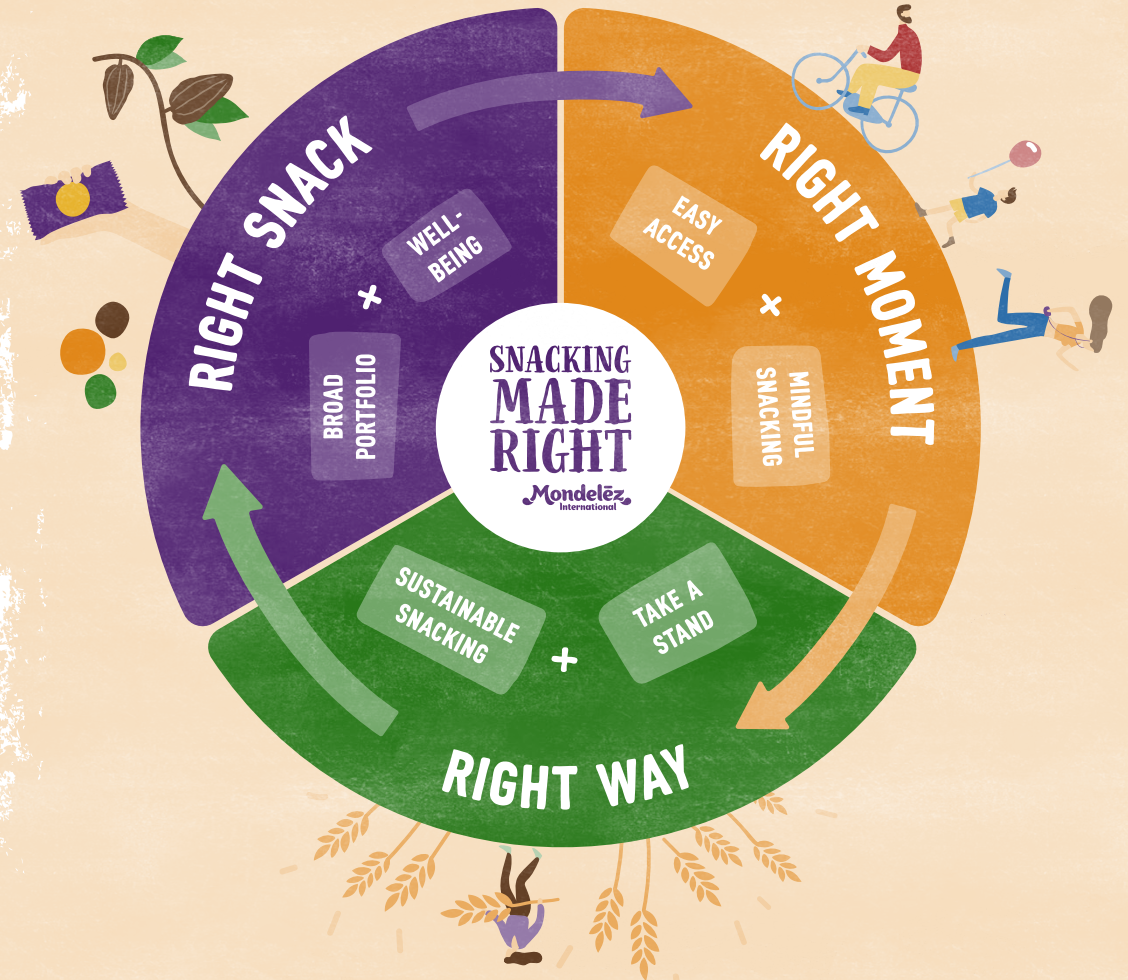 RIGHT SNACK
WELL-
BEING
+
BROAD
PORTFOLIO
RIGHT MOMENT
EASY
ACCESS
+
MINDFUL
SNACKING
SNACKING
MADE
RIGHT
Mondelēz
International
SUSTAINABLE
SNACKING
+
TAKE A
STAND
RIGHT WAY